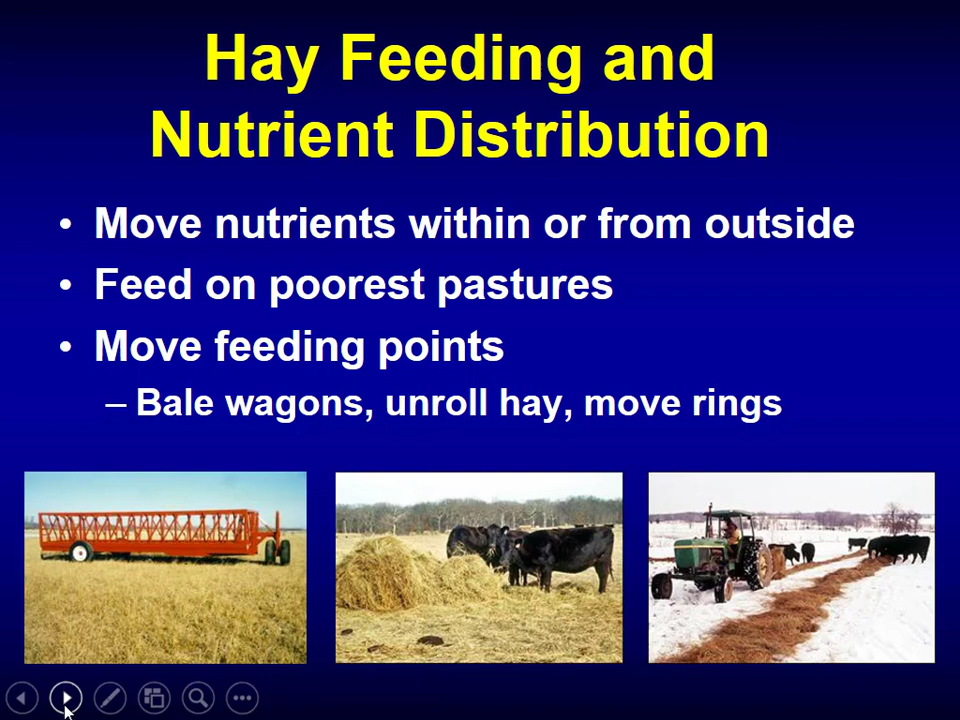 Hay Feeding and
Nutrient Distribution
• Move nutrients within or from outside
• Feed on poorest pastures
• Move feeding points
– Bale wagons, unroll hay, move rings